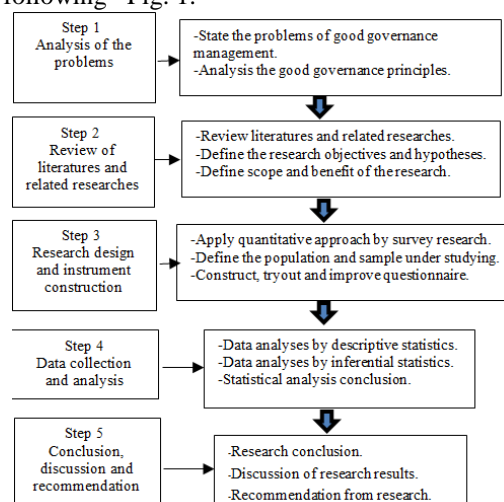 following "Fig. 1.
Step 1
Analysis of the
problems
-State the problems of good governance
management.
-Analysis the good governance principles.
Step 2
Review of
literatures and
related researches
-Review literatures and related researches.
-Define the research objectives and hypotheses.
-Define scope and benefit of the research.
Step 3
Research design
and instrument
construction
-Apply quantitative approach by survey research.
-Define the population and sample under studying.
-Construct, tryout and improve questionnaire.
Step 4
Data collection
and analysis
-Data analyses by descriptive statistics.
-Data analyses by inferential statistics.
-Statistical analysis conclusion.
Step 5
Conclusion,
discussion and
recommendation
-Research conclusion.
-Discussion of research results.
-Recommendation from research.